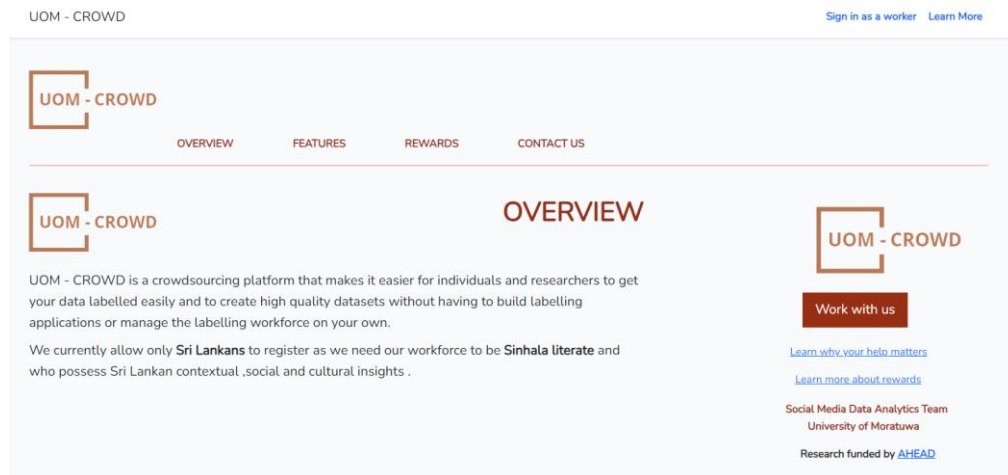 UOM - CROWD
Sign in as a worker Learn More
UOM - CROWD
OVERVIEW FEATURES REWARDS CONTACT US
UOM - CROWD
OVERVIEW
UOM - CROWD is a crowdsourcing platform that makes it easier for individuals and researchers to get
your data labelled easily and to create high quality datasets without having to build labelling
applications or manage the labelling workforce on your own.
We currently allow only Sri Lankans to register as we need our workforce to be Sinhala literate and
who possess Sri Lankan contextual ,social and cultural insights .
UOM - CROWD
Work with us
Learn why your help matters
Learn more about rewards
Social Media Data Analytics Team
University of Moratuwa
Research funded by AHEAD